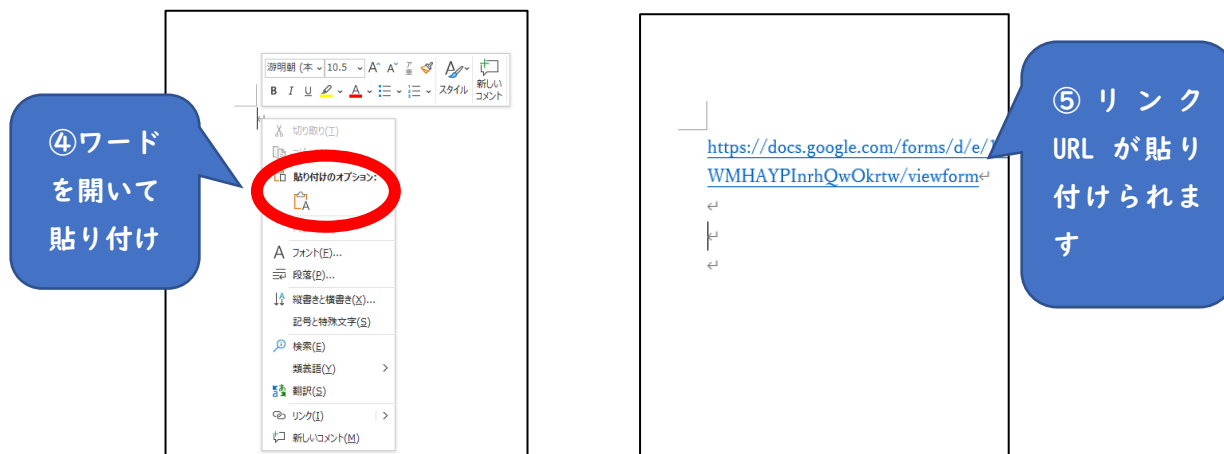 ④ワード
を開いて
貼り付け
游明朝 (本 10.5 A A ア亜 スタイル 新しいコメント
B I U A
切り取り(T)
貼り付けのオプション:
A
フォント(F)...
段落(P)...
縦書きと横書き(X)...
記号と特殊文字(S)
検索(E)
類義語(Y)
翻訳(S)
リンク(I)
新しいコメント(M)
https://docs.google.com/forms/d/e/1
WMHAYPInrhQwOkrtw/viewform
⑤リンク
URL が貼り
付けられま
す